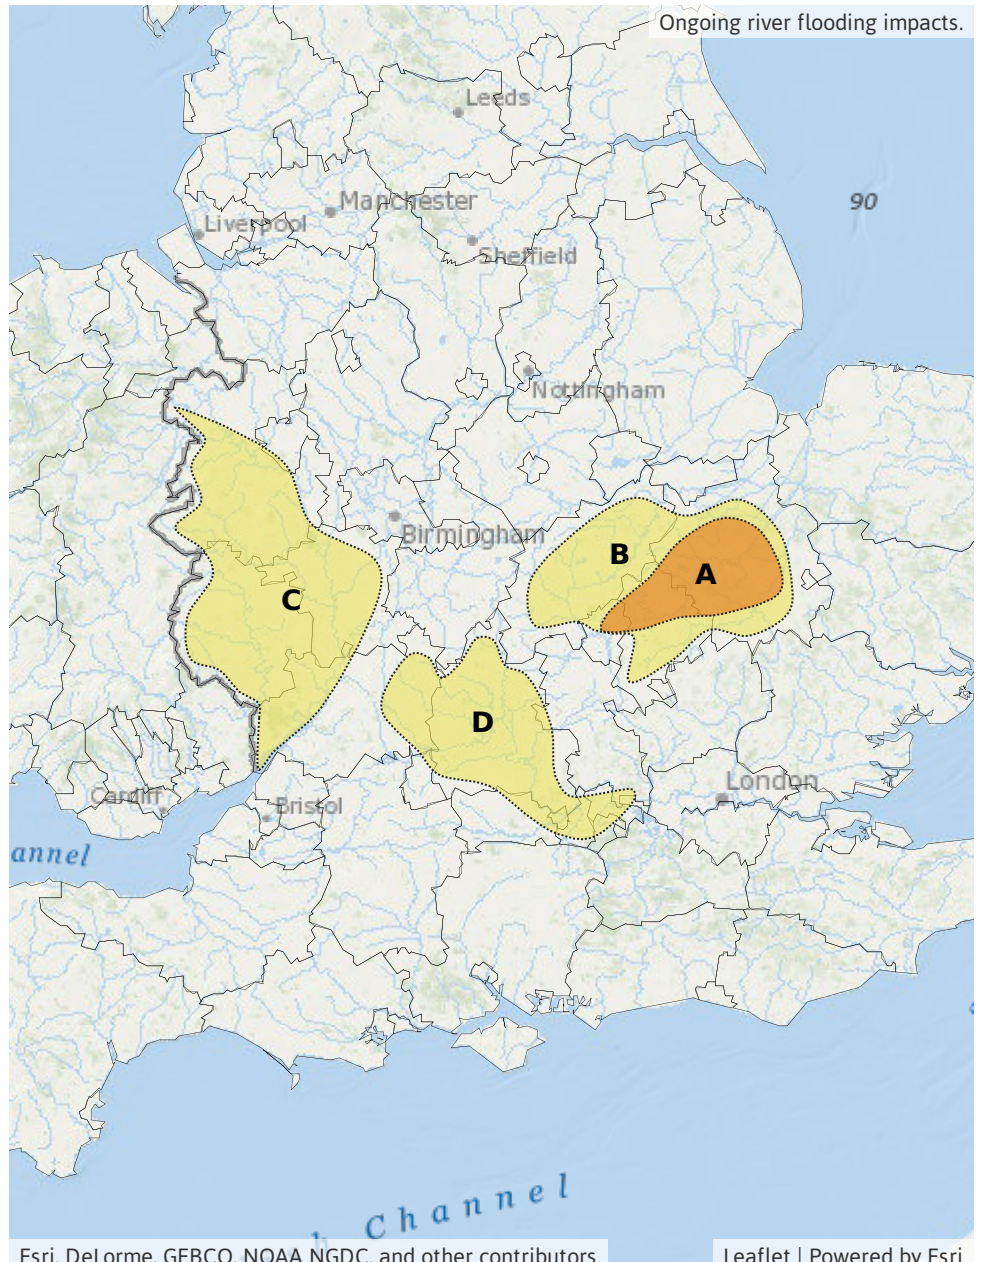 Ongoing river flooding impacts.
Leeds
90
Manchester
Liverpool
Sheffield
Nottingham
Birmingham
B
A
C
D
London
Cardiff
Bristol
annel
Channel
Esri, DeLorme, GEBCO, NOAA NGDC, and other contributors
Leaflet | Powered by Esri